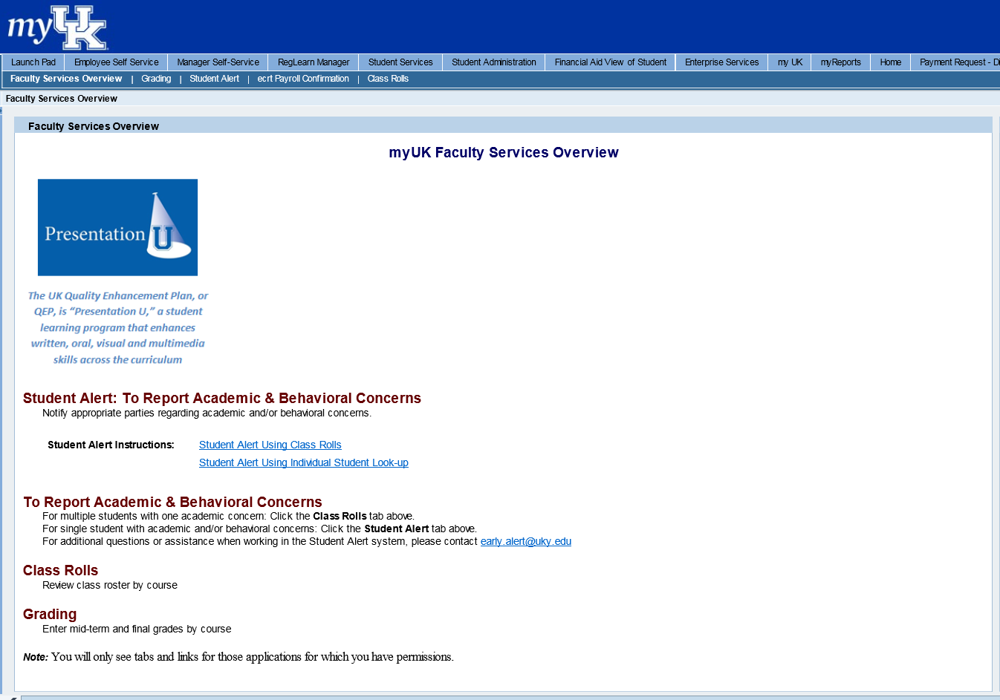 myUK
Launch Pad Employee Self Service Manager Self-Service RegLearn Manager Student Services Student Administration Financial Aid View of Student Enterprise Services my UK myReports Home Payment Request - Di
Faculty Services Overview | Grading | Student Alert | ecrt Payroll Confirmation | Class Rolls
Faculty Services Overview
Faculty Services Overview
myUK Faculty Services Overview
Presentation U
The UK Quality Enhancement Plan, or
QEP, is “Presentation U,” a student
learning program that enhances
written, oral, visual and multimedia
skills across the curriculum
Student Alert: To Report Academic & Behavioral Concerns
Notify appropriate parties regarding academic and/or behavioral concerns.
Student Alert Instructions: Student Alert Using Class Rolls
Student Alert Using Individual Student Look-up
To Report Academic & Behavioral Concerns
For multiple students with one academic concern: Click the Class Rolls tab above.
For single student with academic and/or behavioral concerns: Click the Student Alert tab above.
For additional questions or assistance when working in the Student Alert system, please contact early.alert@uky.edu
Class Rolls
Review class roster by course
Grading
Enter mid-term and final grades by course
Note: You will only see tabs and links for those applications for which you have permissions.